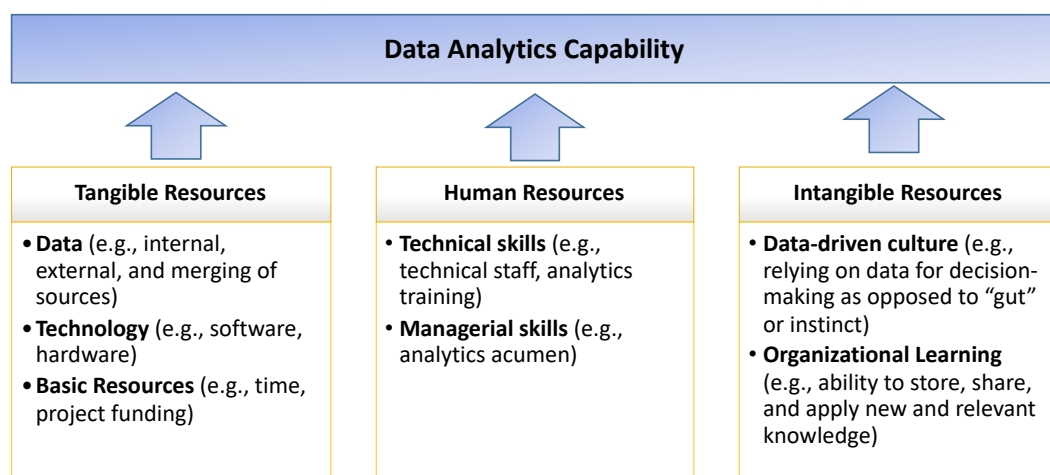 Data Analytics Capability
Tangible Resources
• Data (e.g., internal,
external, and merging of
sources)
• Technology (e.g., software,
hardware)
• Basic Resources (e.g., time,
project funding)
Human Resources
• Technical skills (e.g.,
technical staff, analytics
training)
• Managerial skills (e.g.,
analytics acumen)
Intangible Resources
• Data-driven culture (e.g.,
relying on data for decision-
making as opposed to “gut”
or instinct)
• Organizational Learning
(e.g., ability to store, share,
and apply new and relevant
knowledge)